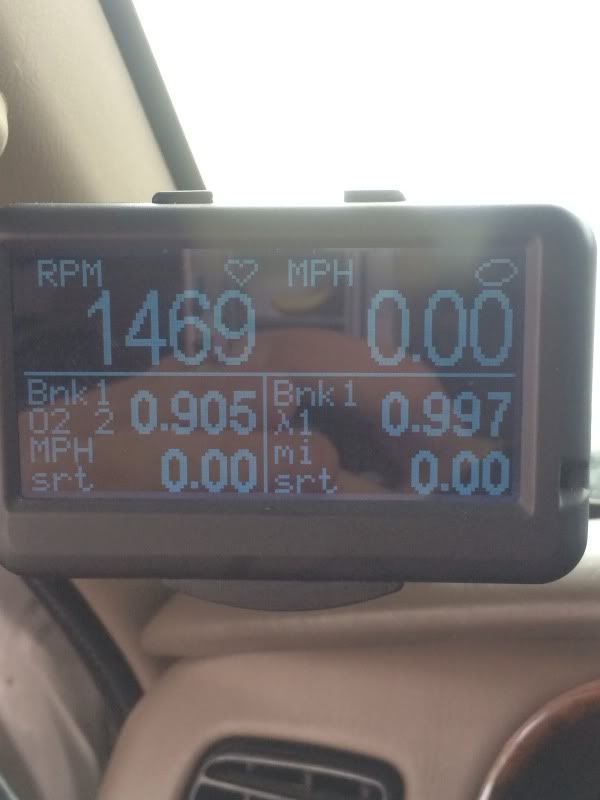 RPM MPH
1469 0.00
Bnk1 0.905 Bnk1 0.997
O2 2 λ1
MPH 0.00 mi 0.00
srt srt